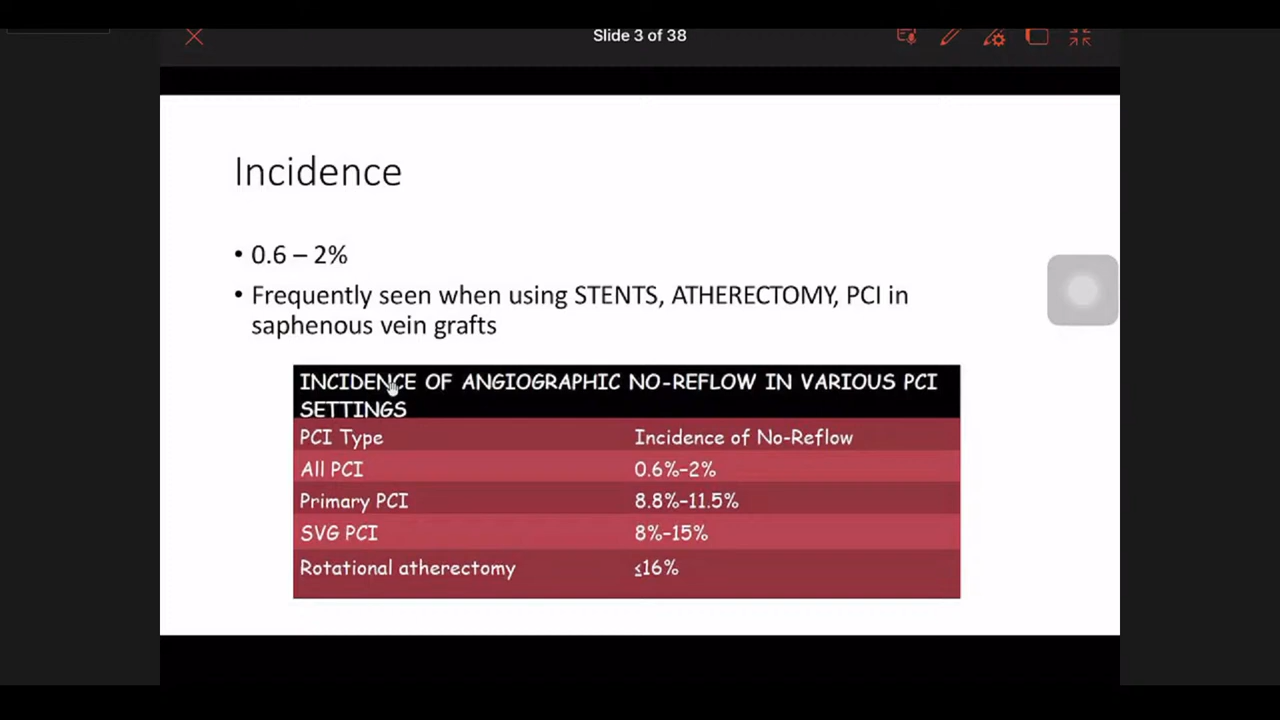 Slide 3 of 38
Incidence
• 0.6 – 2%
• Frequently seen when using STENTS, ATHERECTOMY, PCI in
saphenous vein grafts
INCIDENCE OF ANGIOGRAPHIC NO-REFLOW IN VARIOUS PCI
SETTINGS
PCI Type Incidence of No-Reflow
All PCI 0.6%–2%
Primary PCI 8.8%–11.5%
SVG PCI 8%–15%
Rotational atherectomy ≤16%